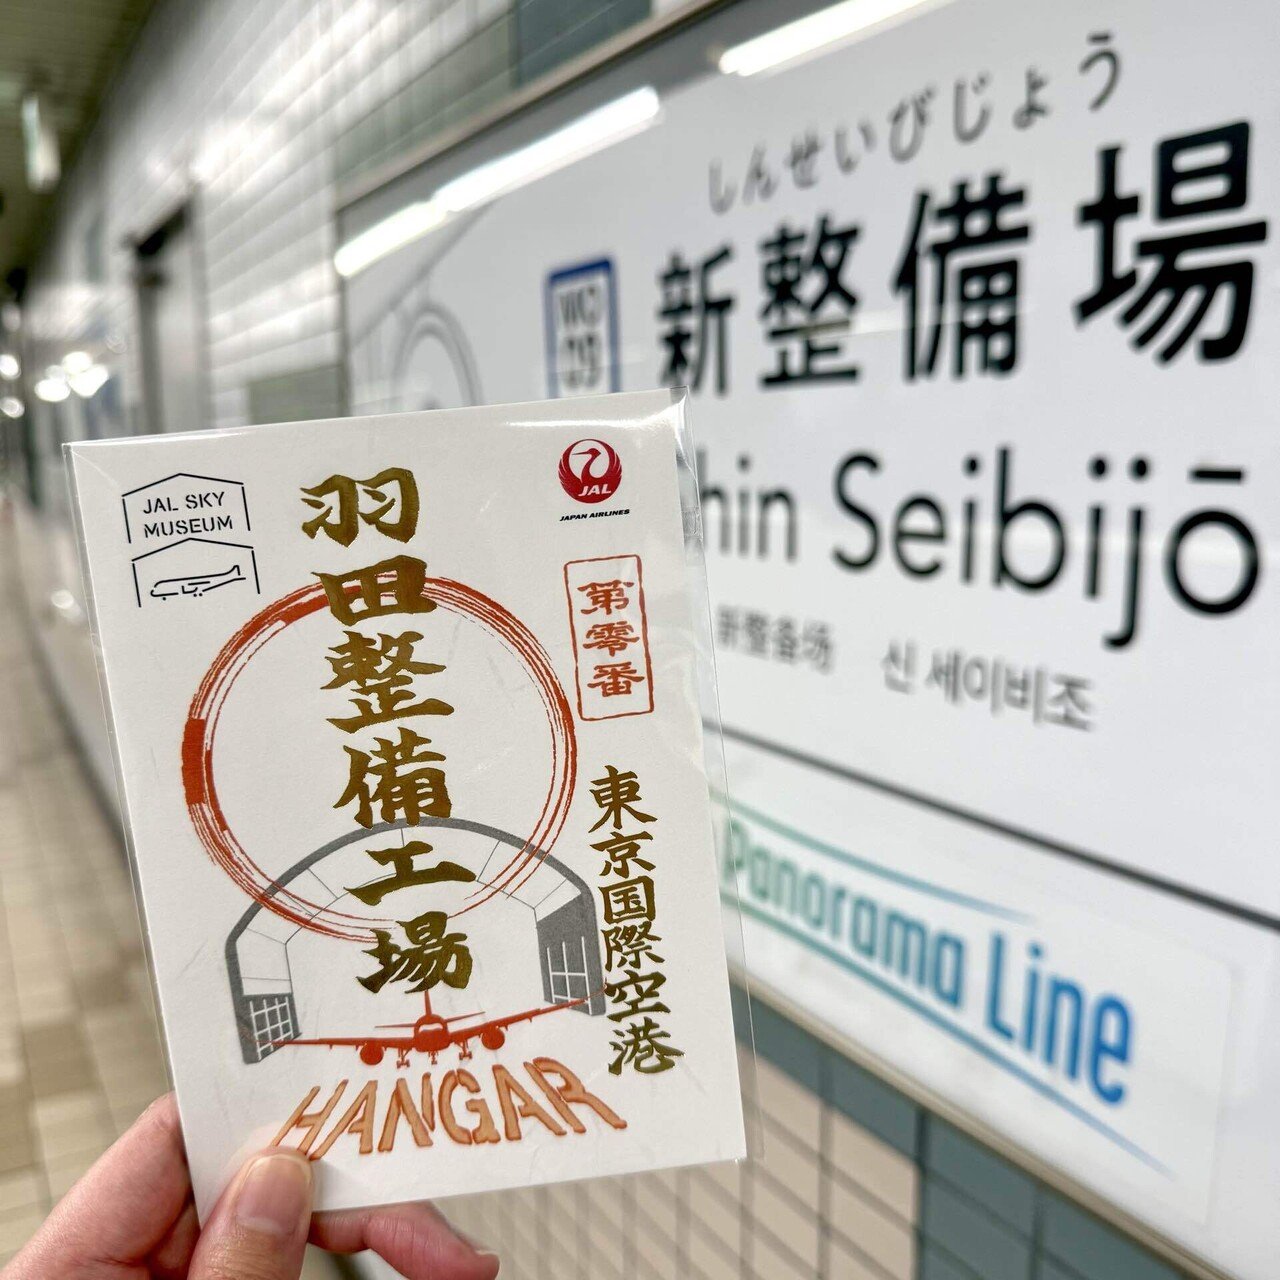 しんせいびじょう
新整備場
Shin Seibijō
新整备场
신 세이비조
Panorama Line
JAL SKY
MUSEUM
羽田整備工場
JAL
JAPAN AIRLINES
第零番
東京国際空港
HANGAR